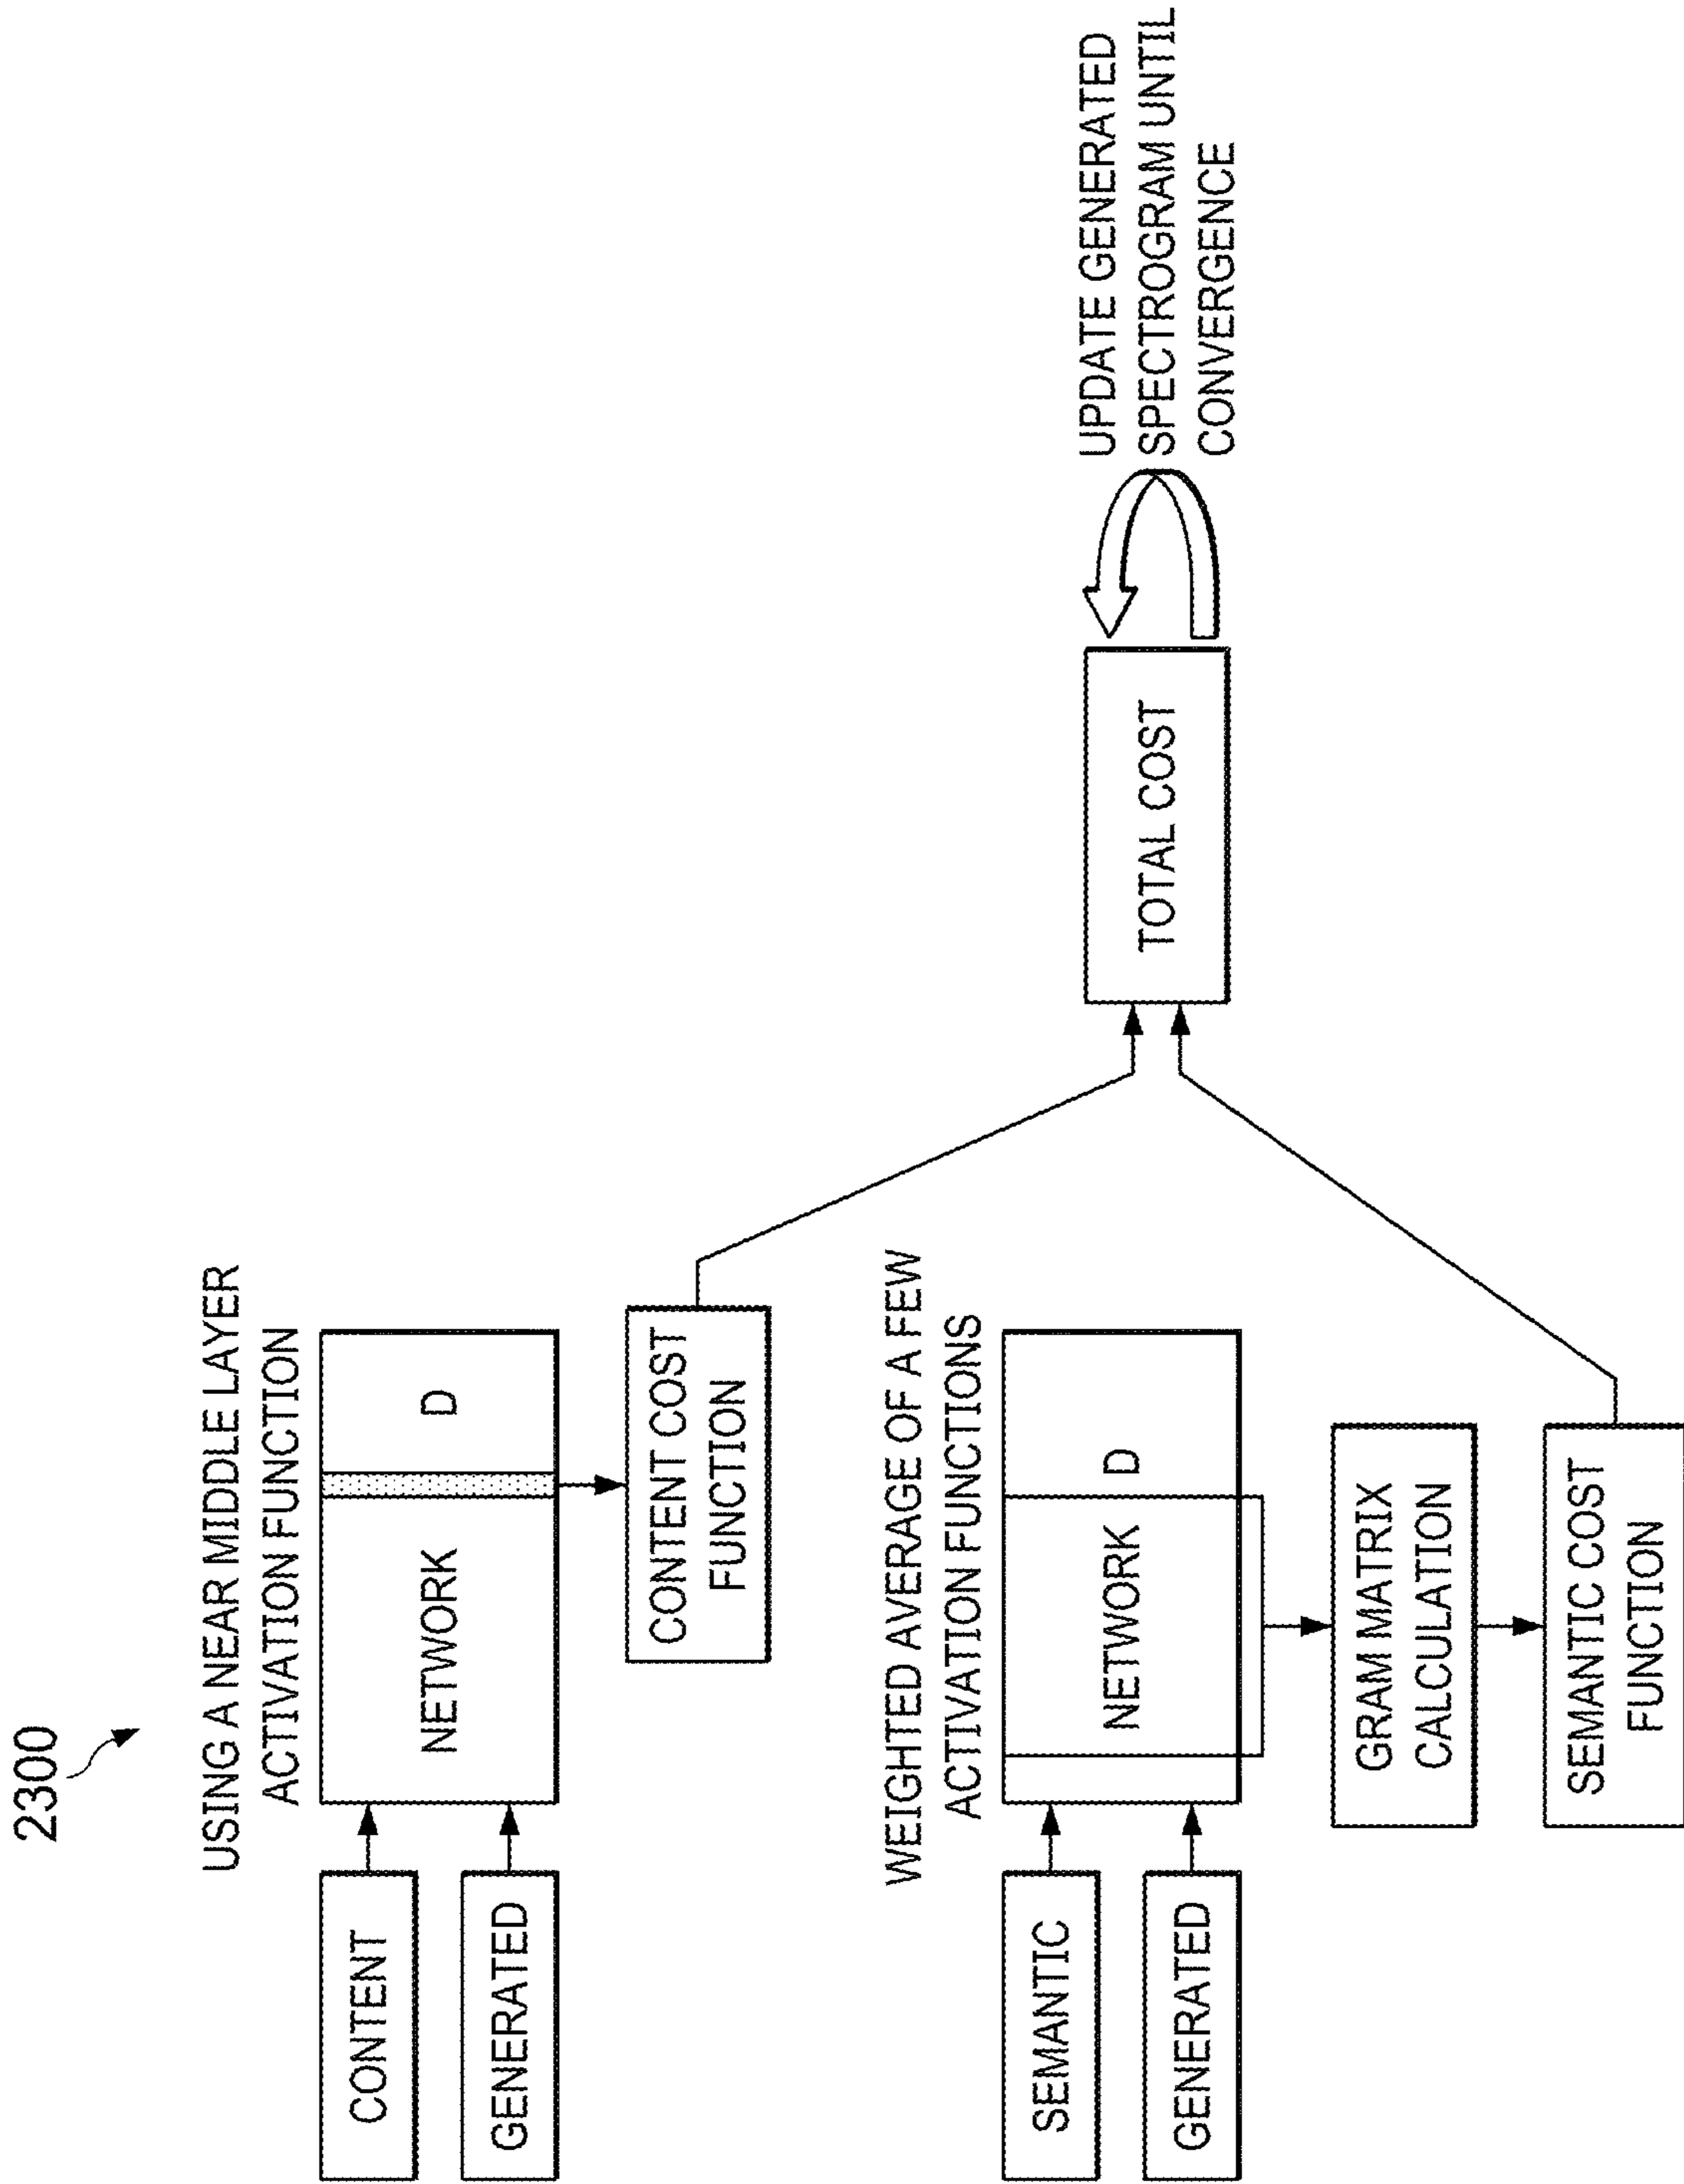 2300
USING A NEAR MIDDLE LAYER
ACTIVATION FUNCTION
CONTENT
GENERATED
NETWORK
D
CONTENT COST
FUNCTION
WEIGHTED AVERAGE OF A FEW
ACTIVATION FUNCTIONS
SEMANTIC
GENERATED
NETWORK
D
GRAM MATRIX
CALCULATION
SEMANTIC COST
FUNCTION
TOTAL COST
UPDATE GENERATED
SPECTROGRAM UNTIL
CONVERGENCE